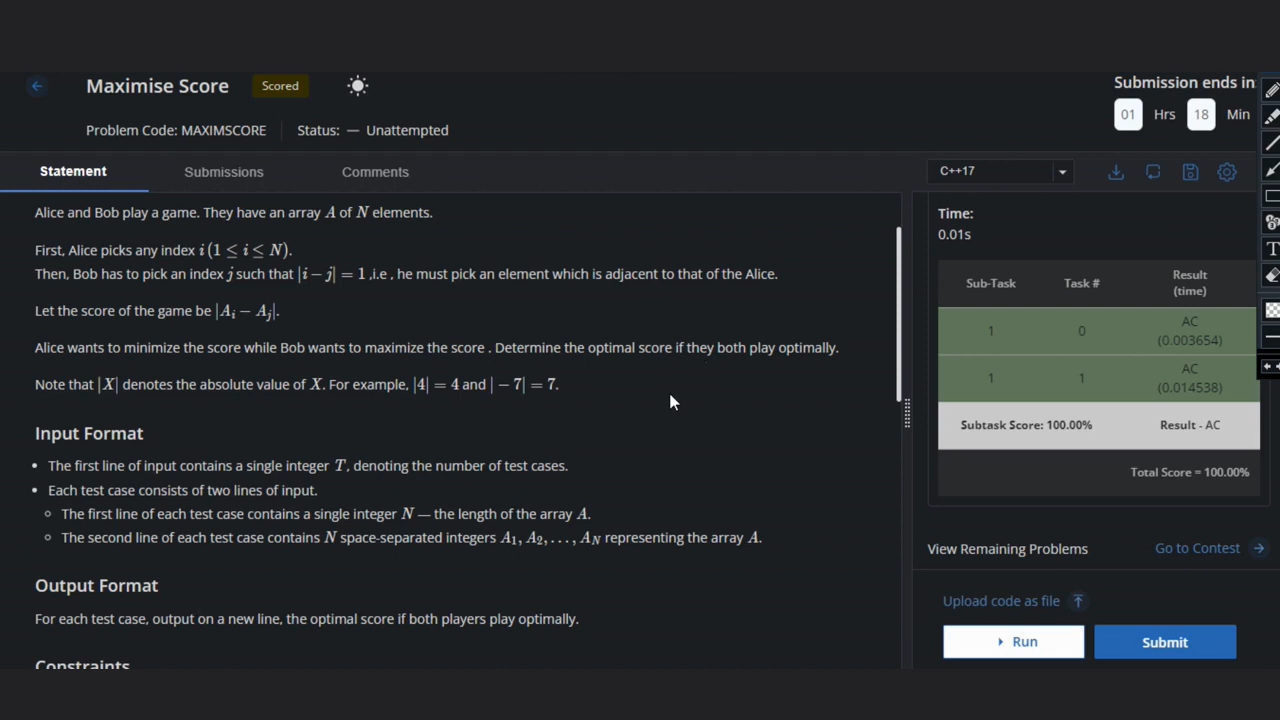 Maximise Score
Scored
Submission ends in:
01 Hrs 18 Min
Problem Code: MAXIMSCORE
Status: — Unattempted
Statement
Submissions
Comments
C++17
Alice and Bob play a game. They have an array A of N elements.
First, Alice picks any index i (1 ≤ i ≤ N).
Then, Bob has to pick an index j such that |i − j| = 1 ,i.e , he must pick an element which is adjacent to that of the Alice.
Let the score of the game be |A_i − A_j|.
Alice wants to minimize the score while Bob wants to maximize the score . Determine the optimal score if they both play optimally.
Note that |X| denotes the absolute value of X. For example, |4| = 4 and | − 7| = 7.
Input Format
• The first line of input contains a single integer T, denoting the number of test cases.
• Each test case consists of two lines of input.
○ The first line of each test case contains a single integer N — the length of the array A.
○ The second line of each test case contains N space-separated integers A_1, A_2, . . . , A_N representing the array A.
Output Format
For each test case, output on a new line, the optimal score if both players play optimally.
Constraints
Time:
0.01s
Sub-Task Task # Result
(time)
1 0 AC
(0.003654)
1 1 AC
(0.014538)
Subtask Score: 100.00% Result - AC
Total Score = 100.00%
View Remaining Problems
Go to Contest
Upload code as file
Run
Submit